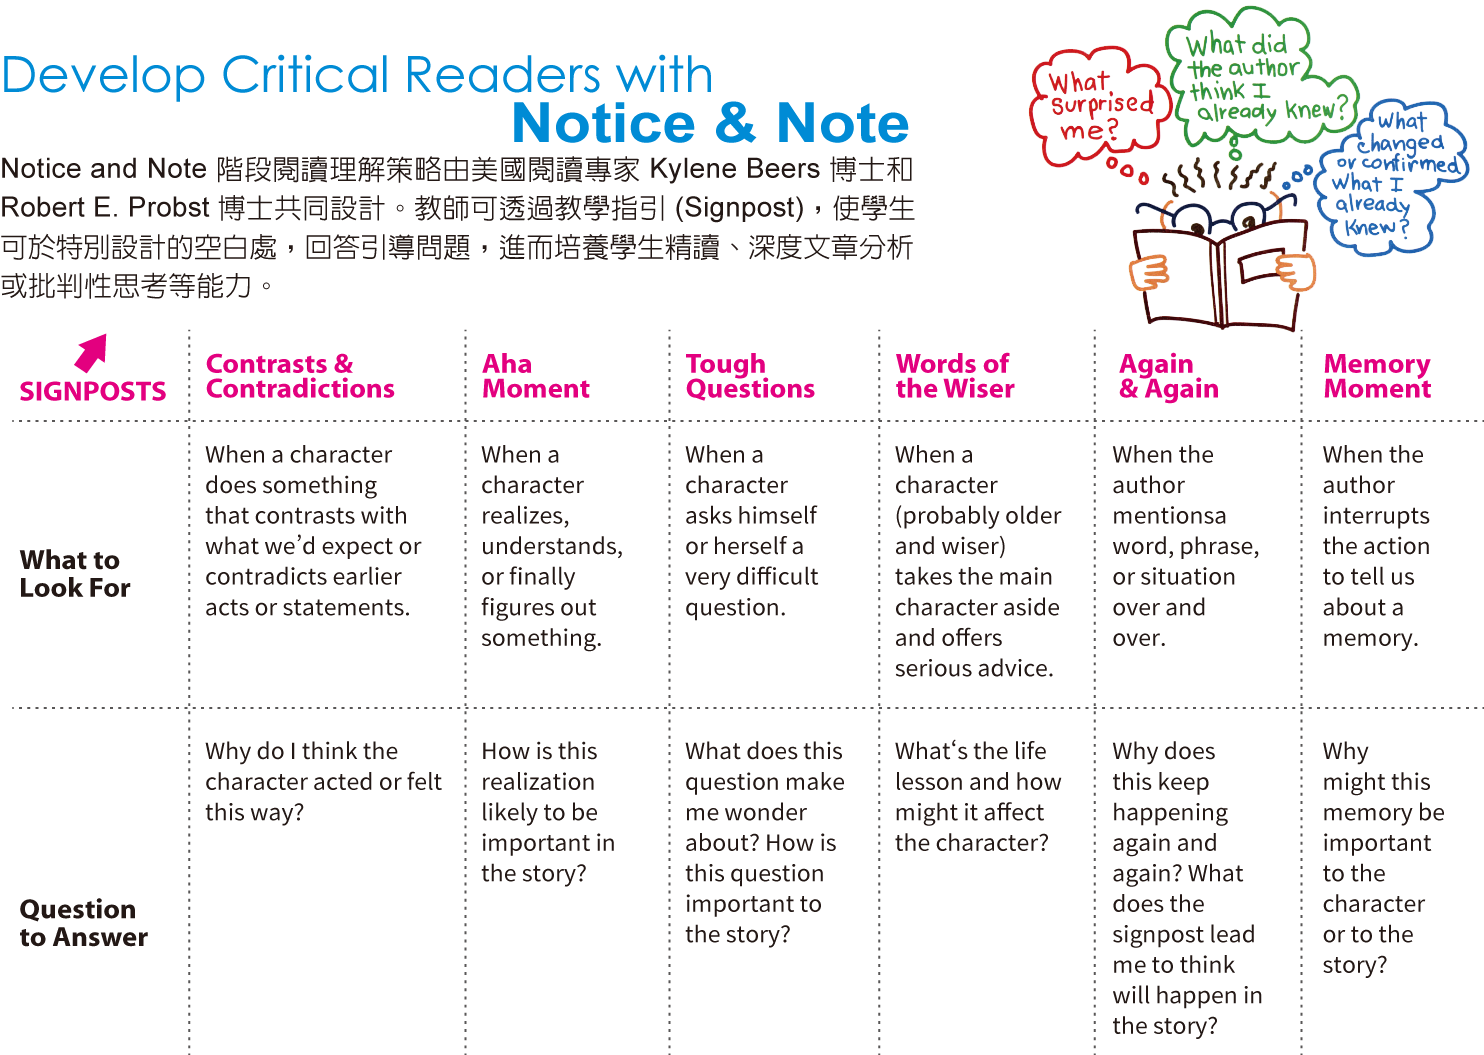 Develop Critical Readers with
Notice & Note
Notice and Note 階段閱讀理解策略由美國閱讀專家 Kylene Beers 博士和
Robert E. Probst 博士共同設計。教師可透過教學指引 (Signpost)，使學生
可於特別設計的空白處，回答引導問題，進而培養學生精讀、深度文章分析
或批判性思考等能力。
What
surprised
me?
What did
the author
think I
already knew?
What
changed
or confirmed
what I
already
knew?
SIGNPOSTS
Contrasts &
Contradictions
Aha
Moment
Tough
Questions
Words of
the Wiser
Again
& Again
Memory
Moment
What to
Look For
When a character
does something
that contrasts with
what we’d expect or
contradicts earlier
acts or statements.
When a
character
realizes,
understands,
or finally
figures out
something.
When a
character
asks himself
or herself a
very difficult
question.
When a
character
(probably older
and wiser)
takes the main
character aside
and offers
serious advice.
When the
author
mentionsa
word, phrase,
or situation
over and
over.
When the
author
interrupts
the action
to tell us
about a
memory.
Question
to Answer
Why do I think the
character acted or felt
this way?
How is this
realization
likely to be
important in
the story?
What does this
question make
me wonder
about? How is
this question
important to
the story?
What‘s the life
lesson and how
might it affect
the character?
Why does
this keep
happening
again and
again? What
does the
signpost lead
me to think
will happen in
the story?
Why
might this
memory be
important
to the
character
or to the
story?